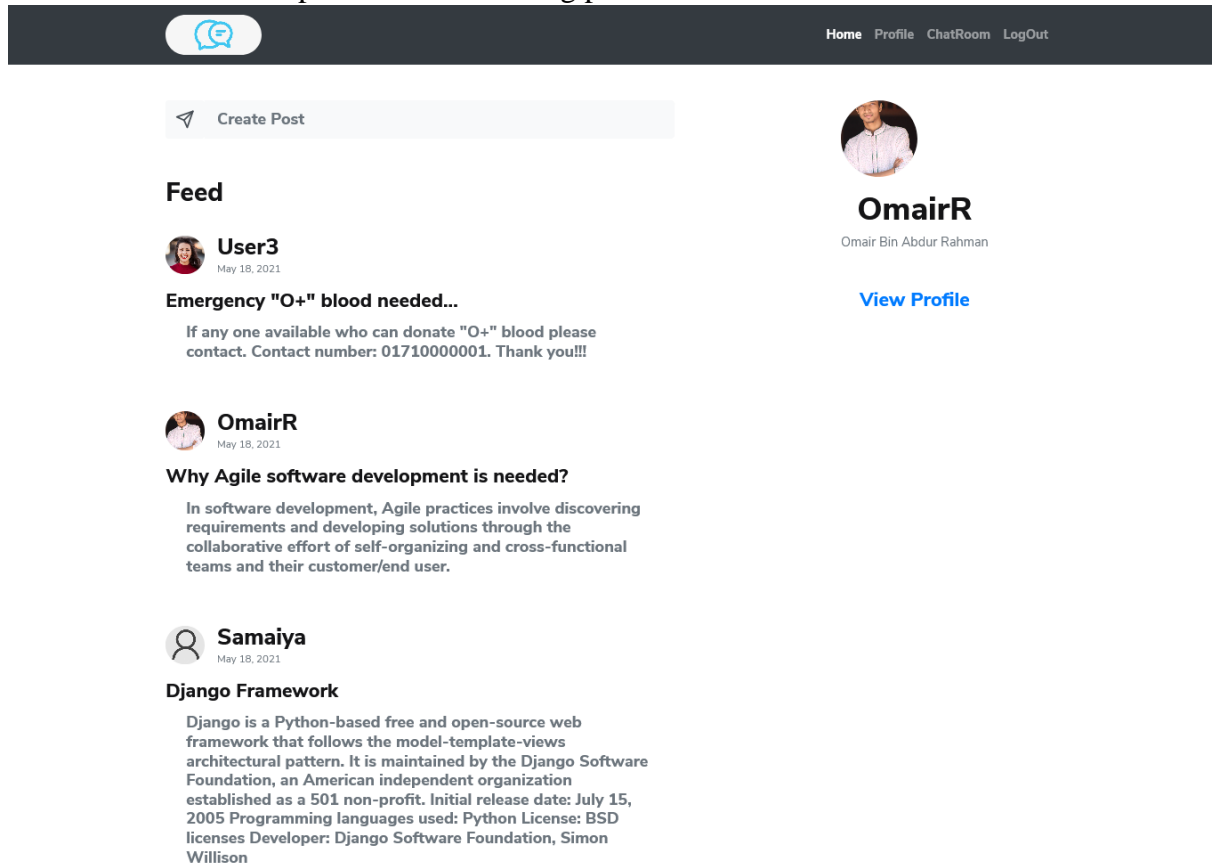 Home Profile ChatRoom LogOut
Create Post
Feed
User3
May 18, 2021
Emergency "O+" blood needed...
If any one available who can donate "O+" blood please
contact. Contact number: 01710000001. Thank you!!!
OmairR
May 18, 2021
Why Agile software development is needed?
In software development, Agile practices involve discovering
requirements and developing solutions through the
collaborative effort of self-organizing and cross-functional
teams and their customer/end user.
Samaiya
May 18, 2021
Django Framework
Django is a Python-based free and open-source web
framework that follows the model-template-views
architectural pattern. It is maintained by the Django Software
Foundation, an American independent organization
established as a 501 non-profit. Initial release date: July 15,
2005 Programming languages used: Python License: BSD
licenses Developer: Django Software Foundation, Simon
Willison
OmairR
Omair Bin Abdur Rahman
View Profile